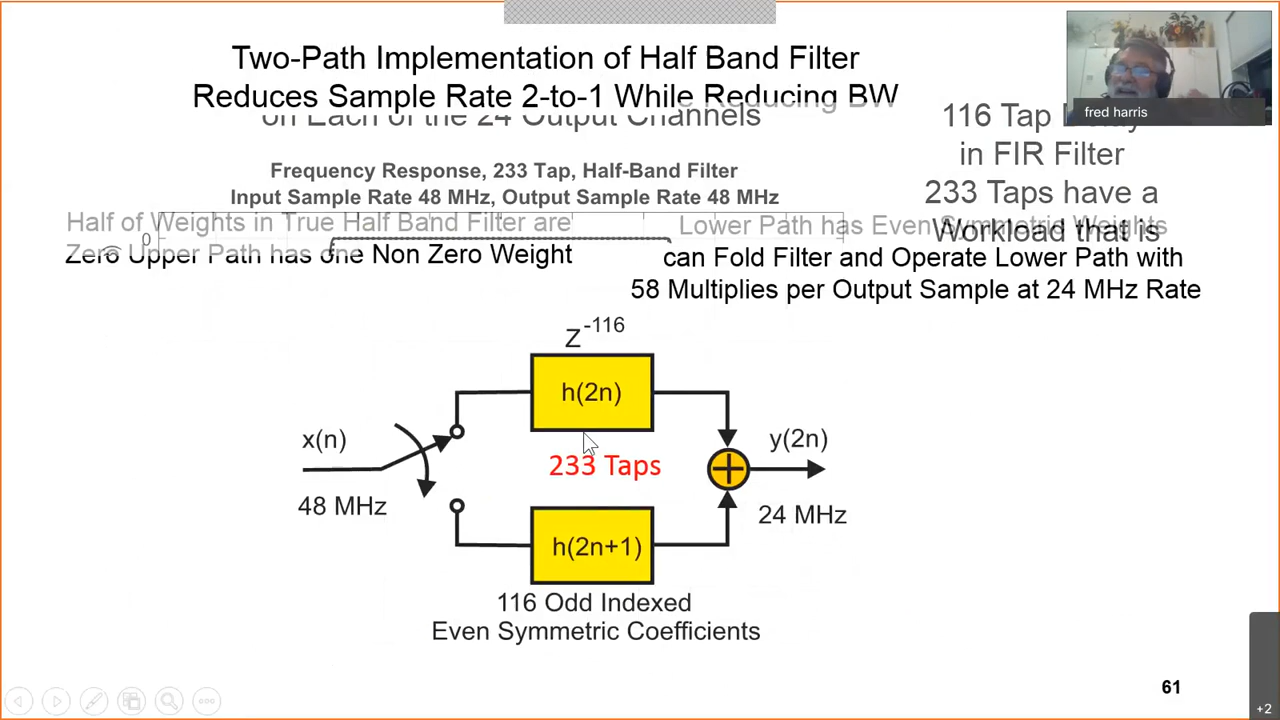 Two-Path Implementation of Half Band Filter
Reduces Sample Rate 2-to-1 While Reducing BW
on Each of the 24 Output Channels
fred harris
116 Tap Delay
in FIR Filter
233 Taps have a
Workload that is
Frequency Response, 233 Tap, Half-Band Filter
Input Sample Rate 48 MHz, Output Sample Rate 48 MHz
Half of Weights in True Half Band Filter are
Zero Upper Path has one Non Zero Weight
0
Lower Path has Even Symmetric Weights
can Fold Filter and Operate Lower Path with
58 Multiplies per Output Sample at 24 MHz Rate
Z-116
h(2n)
x(n)
48 MHz
233 Taps
y(2n)
24 MHz
h(2n+1)
116 Odd Indexed
Even Symmetric Coefficients
61
+2